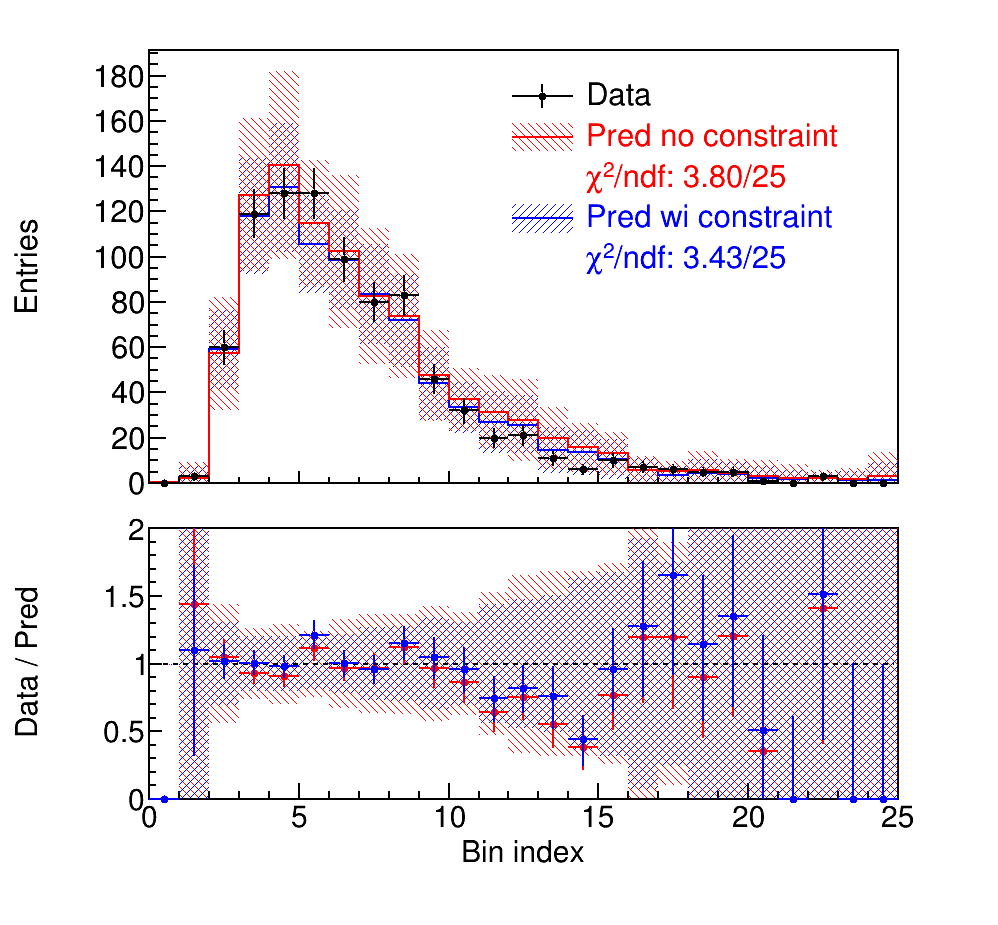 180
160
140
120
100
80
60
40
20
0
Entries
Data
Pred no constraint
χ²/ndf: 3.80/25
Pred wi constraint
χ²/ndf: 3.43/25
2
1.5
1
0.5
0
Data / Pred
0 5 10 15 20 25
Bin index